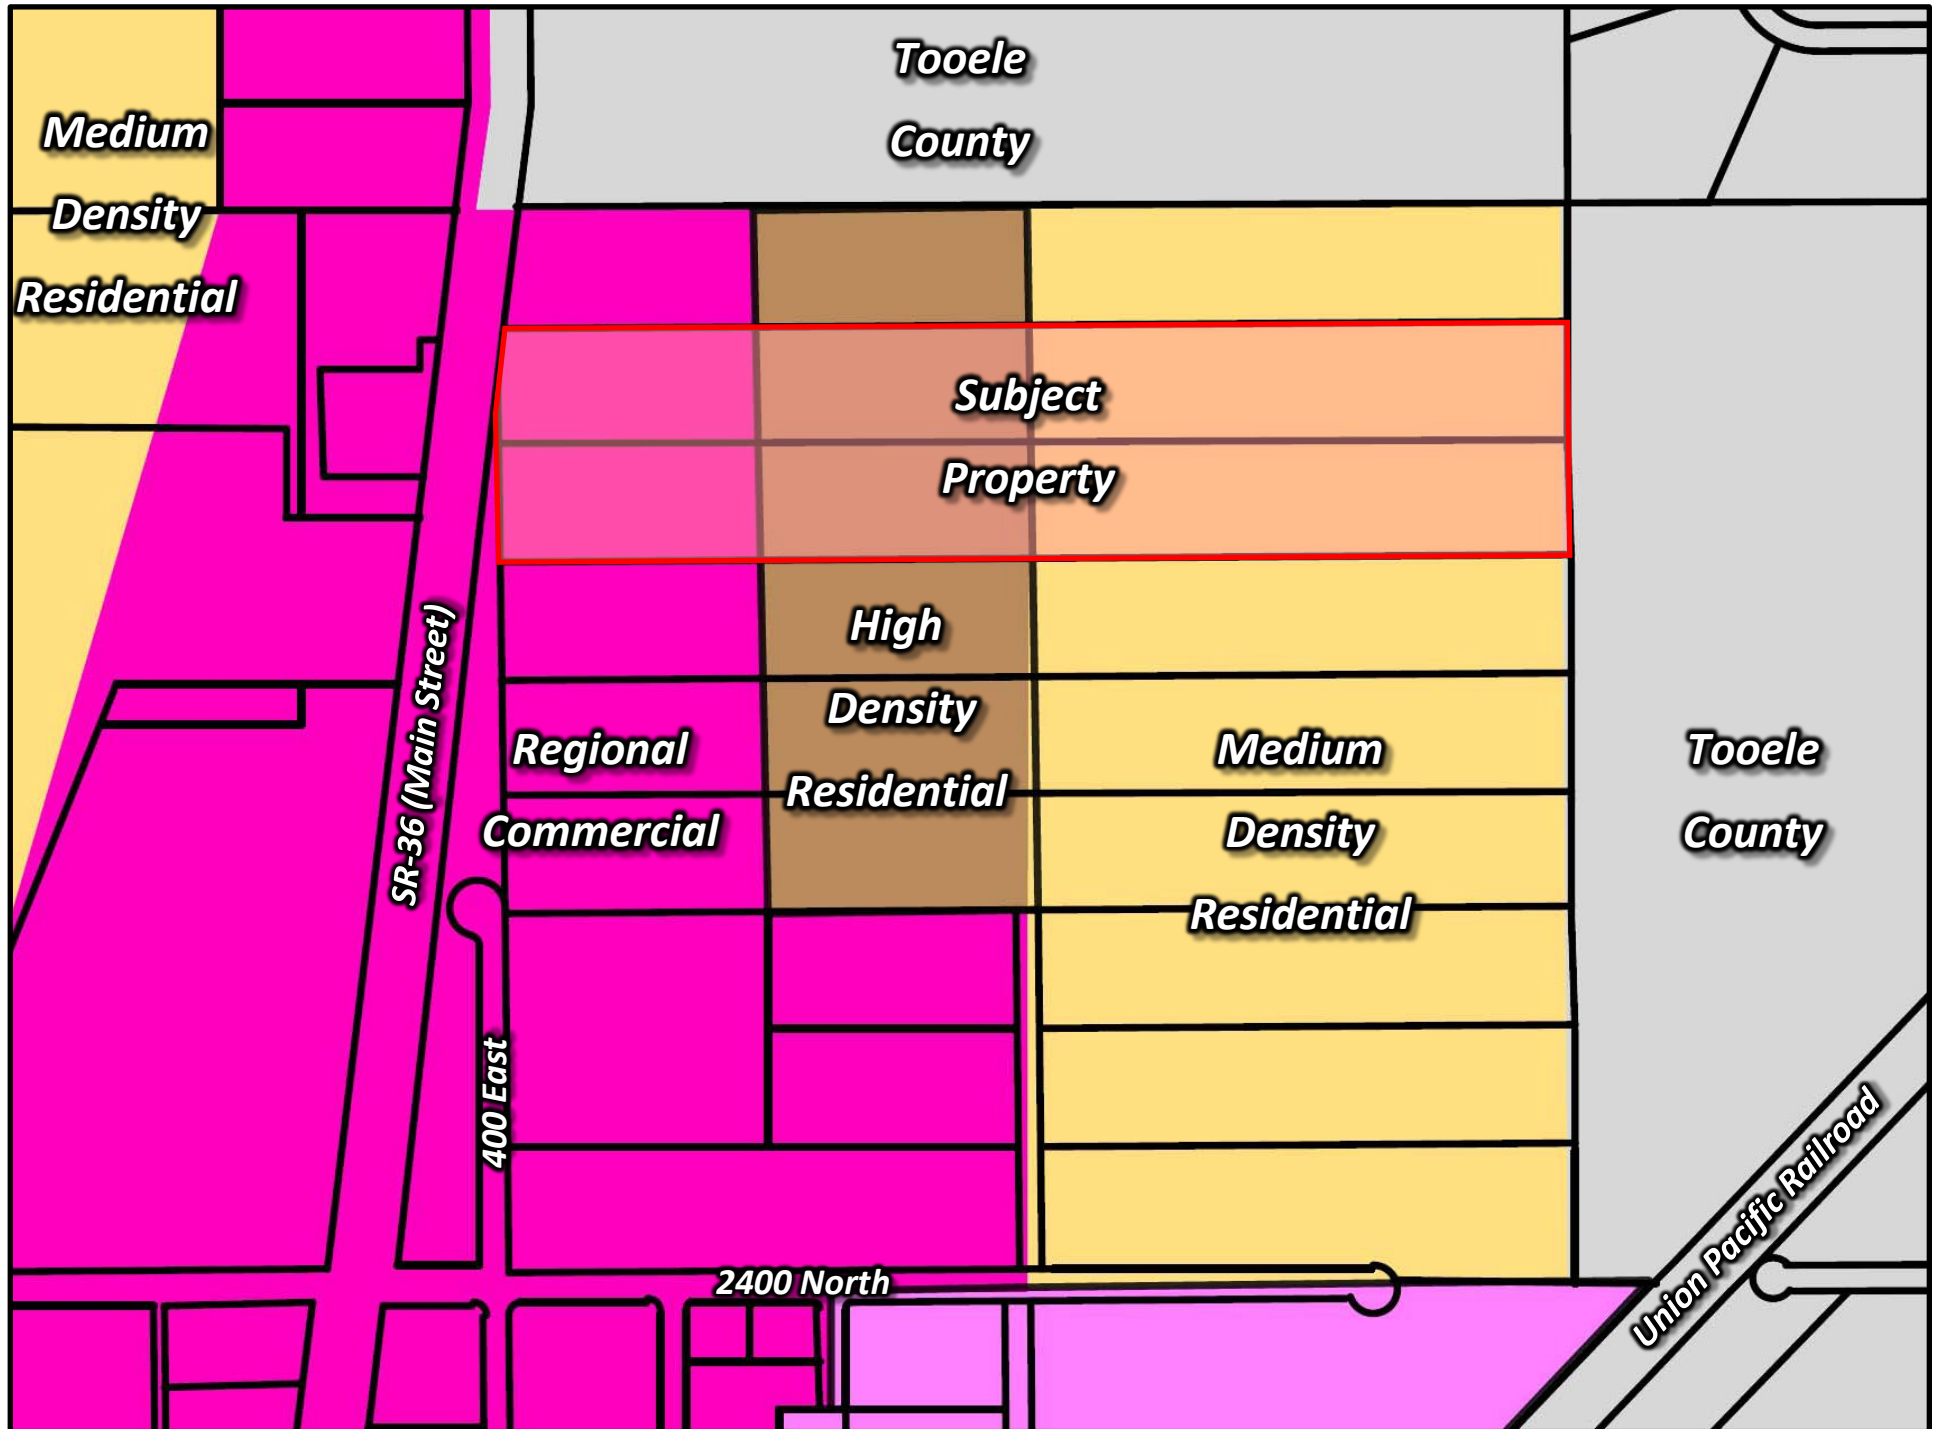 Tooele
County
Medium
Density
Residential
Subject
Property
High
Density
Residential
Regional
Commercial
Medium
Density
Residential
Tooele
County
SR-36 (Main Street)
400 East
2400 North
Union Pacific Railroad